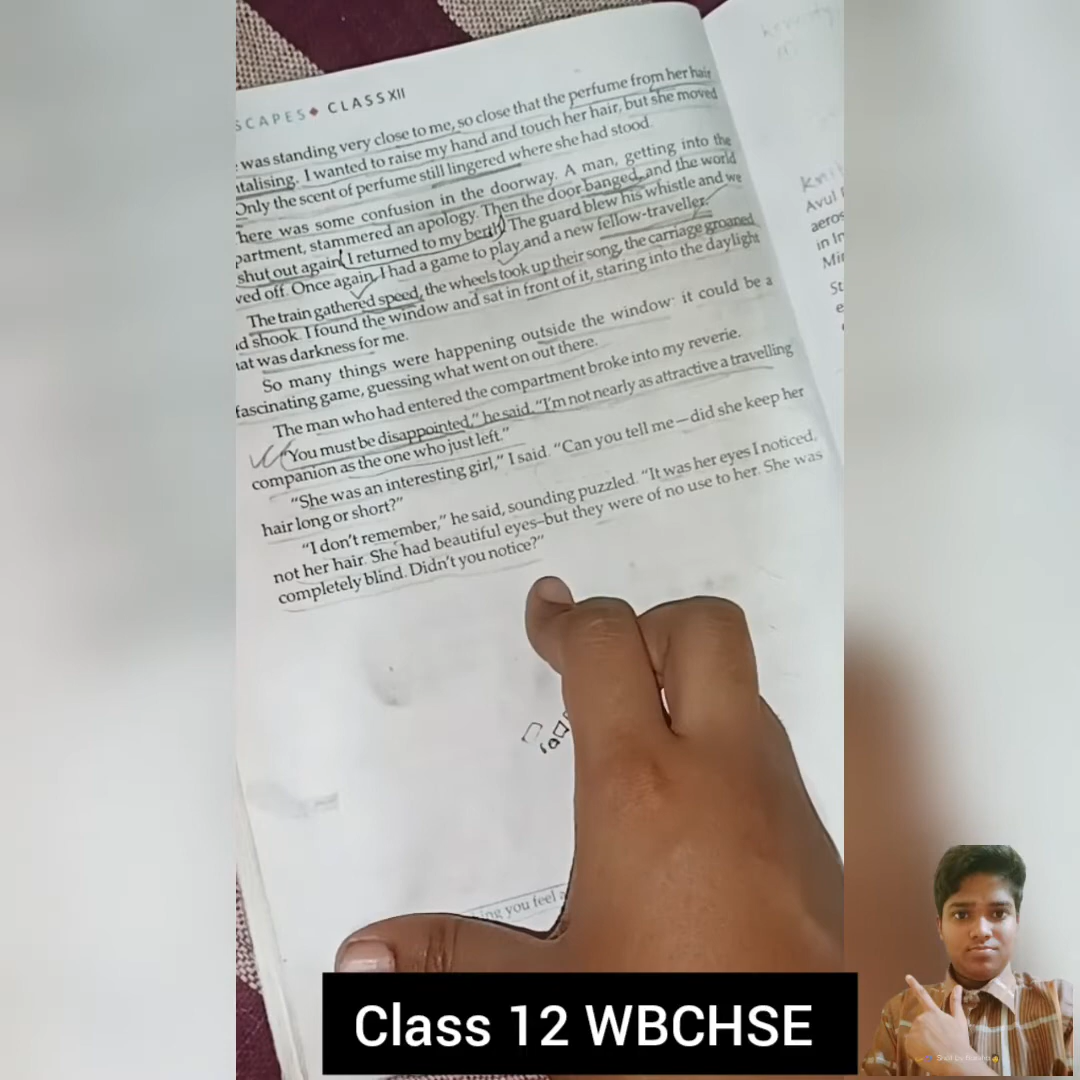 SCAPES◆ CLASS XII
was standing very close to me, so close that the perfume from her hair
talising. I wanted to raise my hand and touch her hair, but she moved
Only the scent of perfume still lingered where she had stood.
here was some confusion in the doorway. A man, getting into the
partment, stammered an apology. Then the door banged, and the world
shut out again. I returned to my berth. The guard blew his whistle and we
ved off. Once again, I had a game to play and a new fellow-traveller.
The train gathered speed, the wheels took up their song, the carriage groaned
d shook. I found the window and sat in front of it, staring into the daylight
hat was darkness for me.
So many things were happening outside the window: it could be a
fascinating game, guessing what went on out there.
The man who had entered the compartment broke into my reverie.
"You must be disappointed," he said. "I'm not nearly as attractive a travelling
companion as the one who just left."
"She was an interesting girl," I said. "Can you tell me—did she keep her
hair long or short?"
"I don't remember," he said, sounding puzzled. "It was her eyes I noticed,
not her hair. She had beautiful eyes–but they were of no use to her. She was
completely blind. Didn't you notice?"
ing you feel a
Avul
aeros
in In
Min
St
e
Class 12 WBCHSE